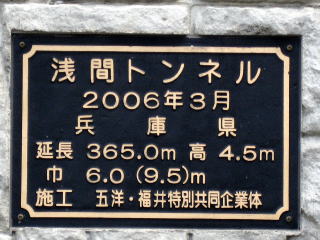 浅間トンネル
2006年3月
兵庫県
延長 365.0m 高 4.5m
巾 6.0 (9.5)m
施工 五洋・福井特別共同企業体